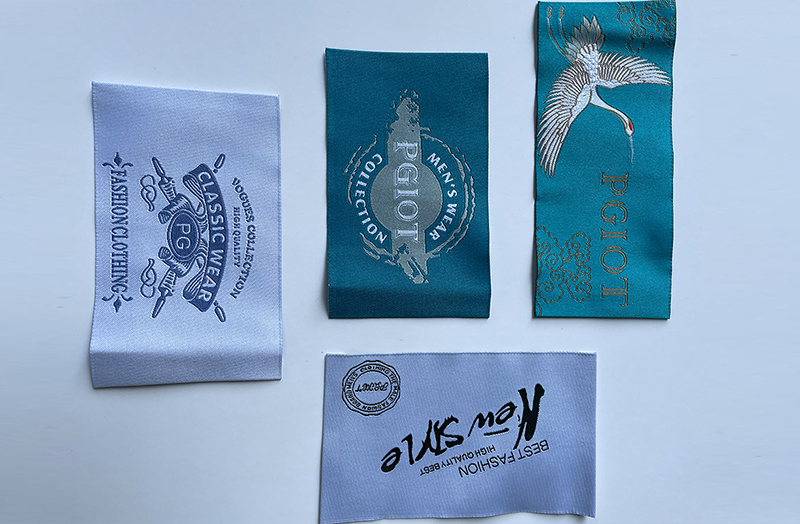 VOGUES COLLECTION
HIGH QUALITY
CLASSIC WEAR
PG
FASHION CLOTHING
MEN'S WEAR
PGIOT
COLLECTION
PGIOT
BEST FASHION
New STYLE
HIGH QUALITY BEST